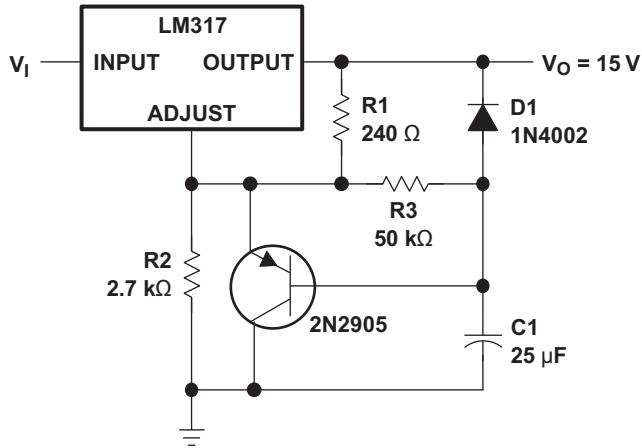 LM317
V_I
INPUT
OUTPUT
V_O = 15 V
ADJUST
R1
240 Ω
D1
1N4002
R3
50 kΩ
R2
2.7 kΩ
2N2905
C1
25 µF